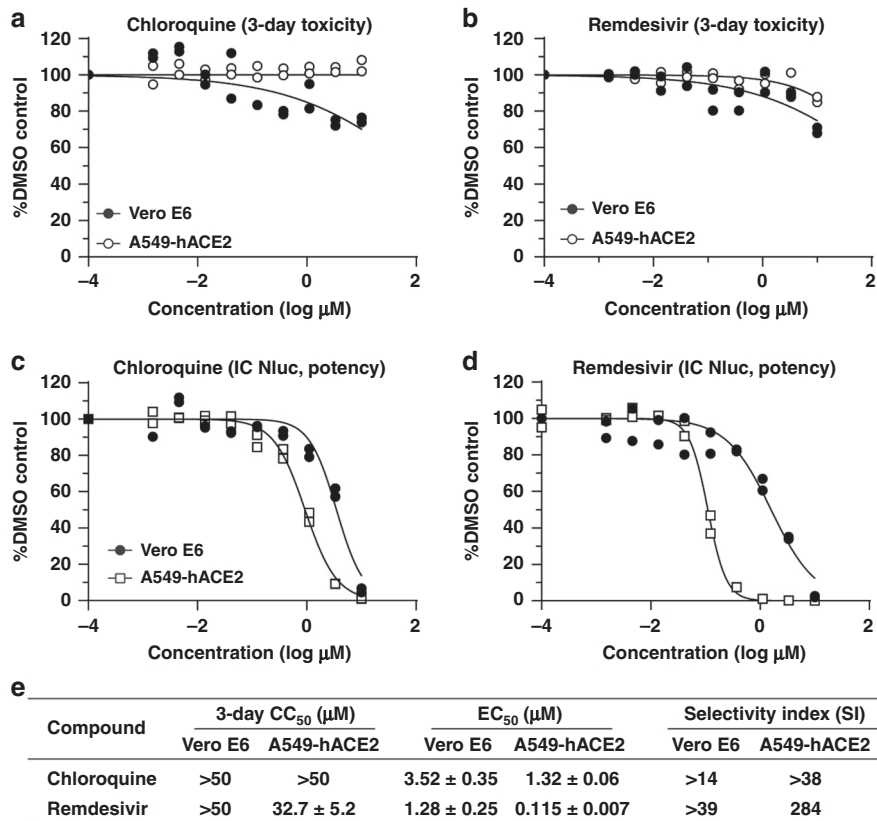 a
Chloroquine (3-day toxicity)
120
100
80
60
40
20
0
%DMSO control
Vero E6
A549-hACE2
–4
–2
0
2
Concentration (log μM)
b
Remdesivir (3-day toxicity)
120
100
80
60
40
20
0
%DMSO control
Vero E6
A549-hACE2
–4
–2
0
2
Concentration (log μM)
c
Chloroquine (IC Nluc, potency)
120
100
80
60
40
20
0
%DMSO control
Vero E6
A549-hACE2
–4
–2
0
2
Concentration (log μM)
d
Remdesivir (IC Nluc, potency)
120
100
80
60
40
20
0
%DMSO control
–4
–2
0
2
Concentration (log μM)
e
Compound 3-day CC50 (μM) EC50 (μM) Selectivity index (SI)
Vero E6 A549-hACE2 Vero E6 A549-hACE2 Vero E6 A549-hACE2
Chloroquine >50 >50 3.52 ± 0.35 1.32 ± 0.06 >14 >38
Remdesivir >50 32.7 ± 5.2 1.28 ± 0.25 0.115 ± 0.007 >39 284